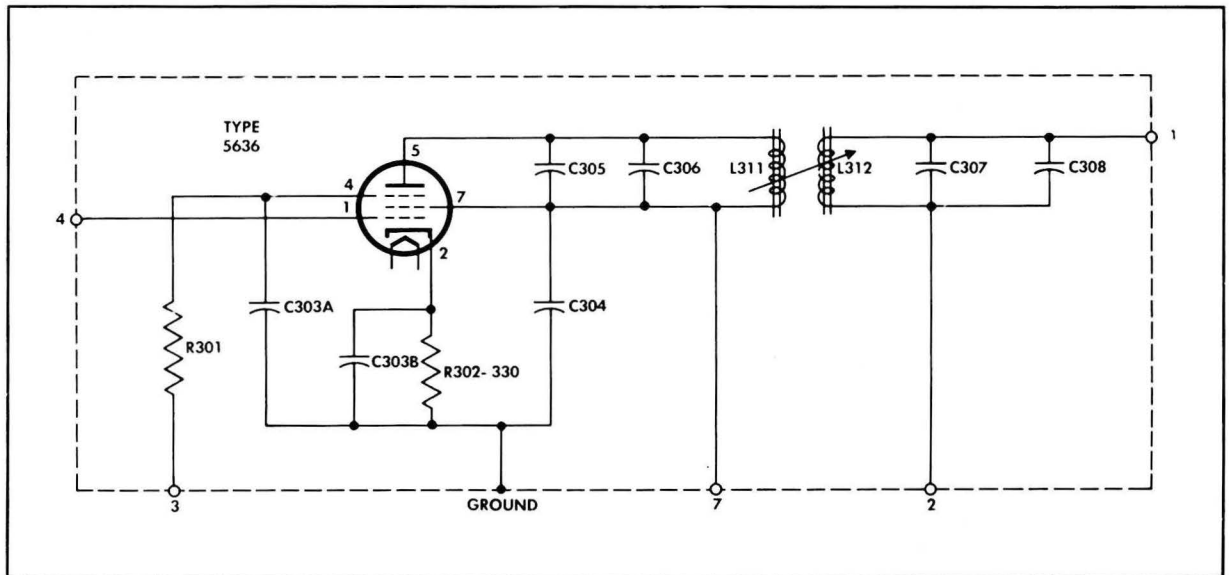 TYPE
5636
5
4
1
7
2
4
1
C305
C306
L311
L312
C307
C308
C303A
C304
R301
C303B
R302- 330
3
GROUND
7
2